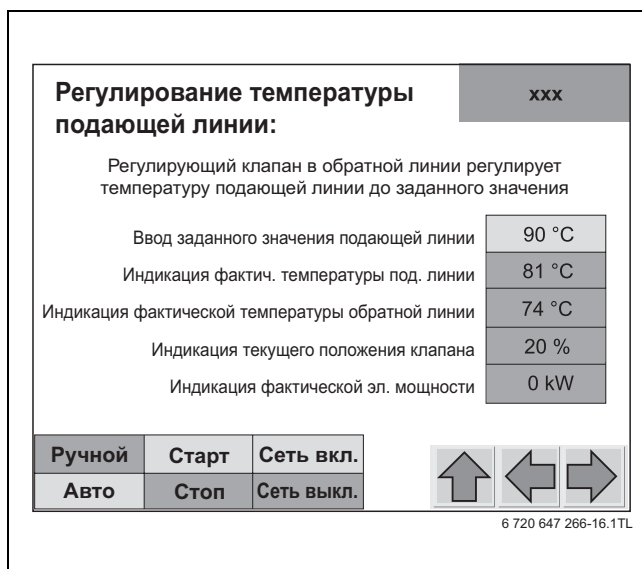 Регулирование температуры
подающей линии:
xxx
Регулирующий клапан в обратной линии регулирует
температуру подающей линии до заданного значения
Ввод заданного значения подающей линии 90 °C
Индикация фактич. температуры под. линии 81 °C
Индикация фактической температуры обратной линии 74 °C
Индикация текущего положения клапана 20 %
Индикация фактической эл. мощности 0 kW
Ручной Старт Сеть вкл.
Авто Стоп Сеть выкл.
6 720 647 266-16.1TL